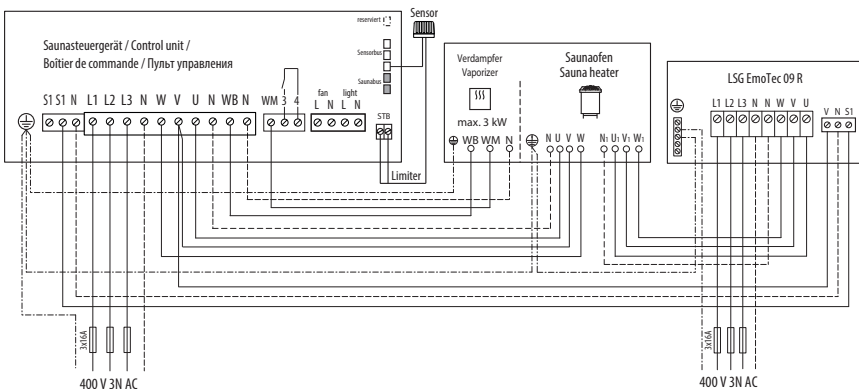 Sensor
reserviert
Saunasteuergerät / Control unit /
Boîtier de commande / Пульт управления
Sensorbus
Saunabus
S1 S1 N L1 L2 L3 N W V U N WB N
WM 3 4
fan light
L N L N
STB
Limiter
Verdampfer
Vaporizer
max. 3 kW
WB WM N
Saunaofen
Sauna heater
N U V W
N1 U1 V1 W1
LSG EmoTec 09 R
L1 L2 L3 N N W V U
V N S1
3x16A
400 V 3N AC
3x16A
400 V 3N AC